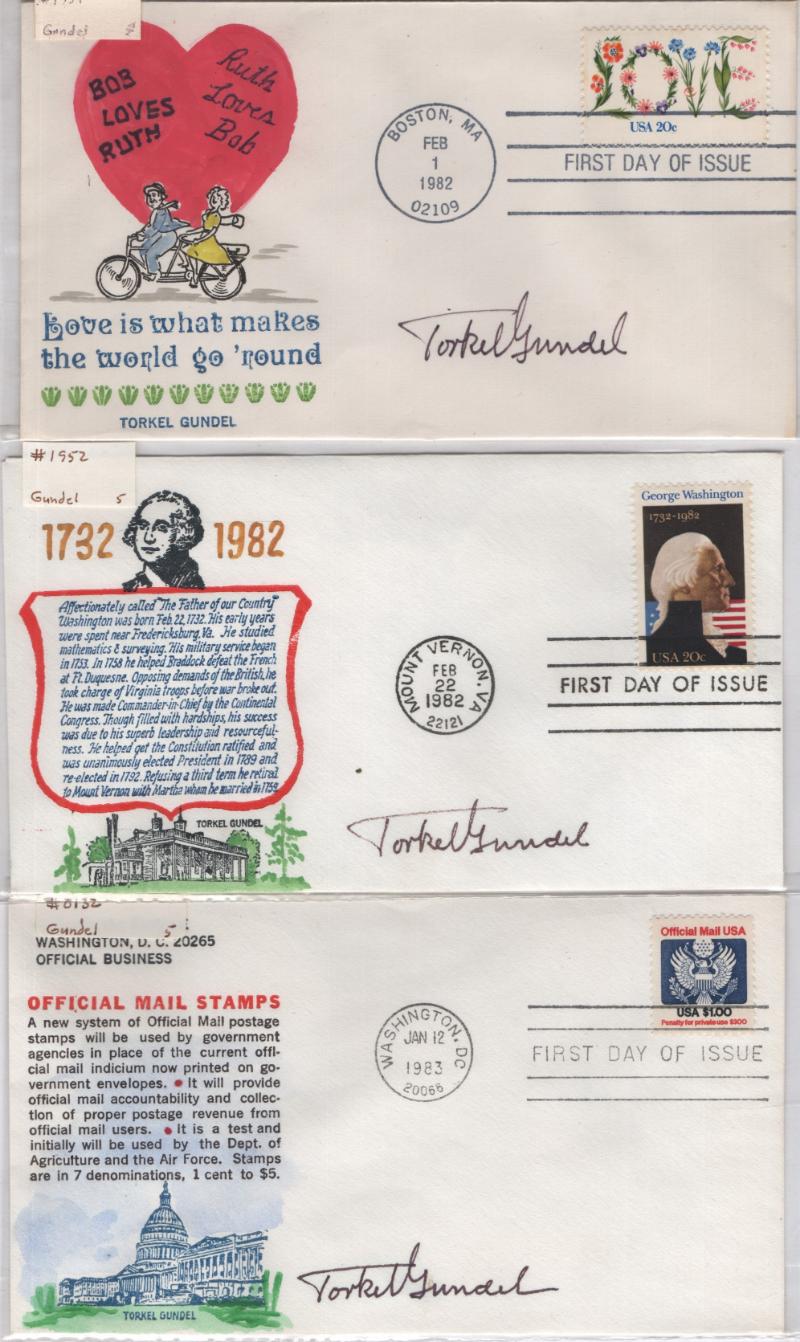 Gundel
BOB
LOVES
RUTH
Ruth
Loves
Bob
LOVE
USA 20c
BOSTON, MA
FEB
1
1982
02109
FIRST DAY OF ISSUE
Love is what makes
the world go 'round
TORKEL GUNDEL
Torkel Gundel
#1952
Gundel 5
1732 1982
Affectionately called "The Father of our Country"
Washington was born Feb. 22, 1732. His early years
were spent near Fredericksburg, Va. He studied
mathematics & surveying. His military service began
in 1753. In 1758 he helped Braddock defeat the French
at Ft. Duquesne. Opposing demands of the British, he
took charge of Virginia troops before war broke out.
He was made Commander-in-Chief by the Continental
Congress. Though filled with hardships, his success
was due to his superb leadership and resourceful-
ness. He helped get the Constitution ratified and
was unanimously elected President in 1789 and
re-elected in 1792. Refusing a third term he retired
to Mount Vernon with Martha whom he married in 1759.
TORKEL GUNDEL
George Washington
1732-1982
USA 20c
MOUNT VERNON, VA
FEB
22
1982
22121
FIRST DAY OF ISSUE
Torkel Gundel
#O132
Gundel 5
WASHINGTON, D. C. 20265
OFFICIAL BUSINESS
OFFICIAL MAIL STAMPS
A new system of Official Mail postage
stamps will be used by government
agencies in place of the current offi-
cial mail indicium now printed on go-
vernment envelopes. • It will provide
official mail accountability and collec-
tion of proper postage revenue from
official mail users. • It is a test and
initially will be used by the Dept. of
Agriculture and the Air Force. Stamps
are in 7 denominations, 1 cent to $5.
TORKEL GUNDEL
Official Mail USA
USA $1.00
Penalty for private use $300
WASHINGTON, DC
JAN 12
1983
20066
FIRST DAY OF ISSUE
Torkel Gundel